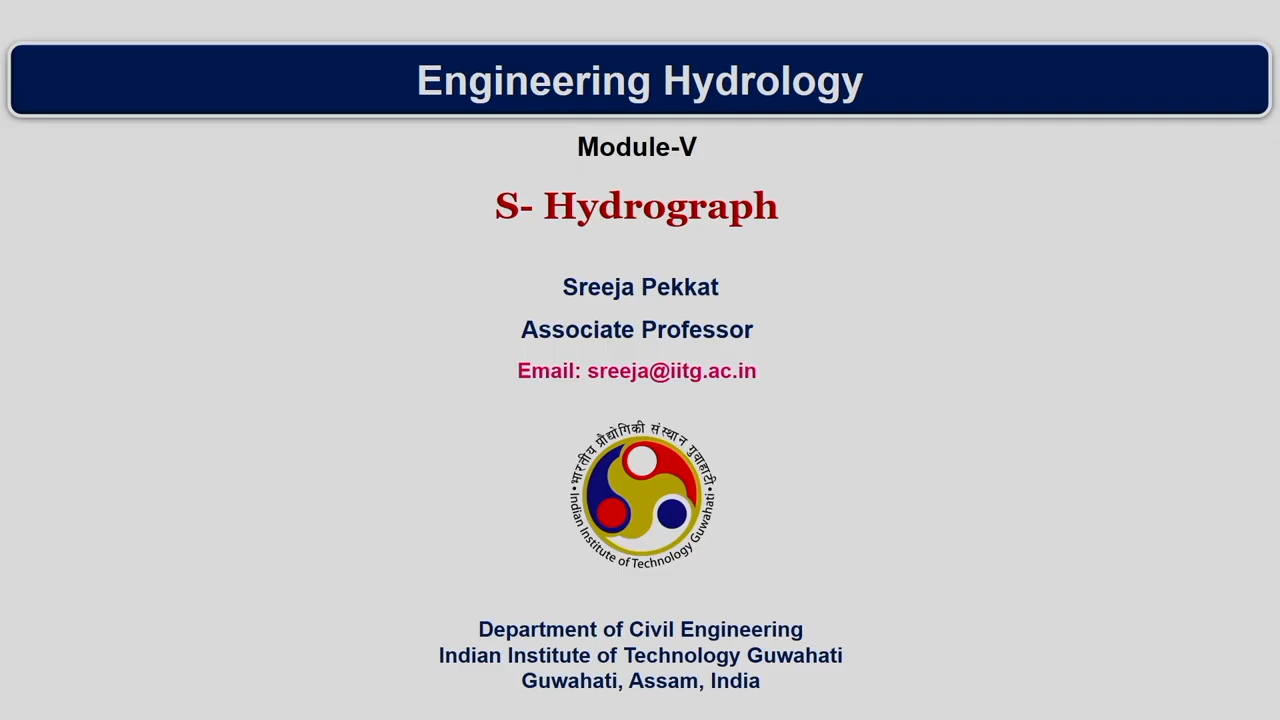 Engineering Hydrology
Module-V
S- Hydrograph
Sreeja Pekkat
Associate Professor
Email: sreeja@iitg.ac.in
भारतीय प्रौद्योगिकी संस्थान गुवाहाटी
Indian Institute of Technology Guwahati
Department of Civil Engineering
Indian Institute of Technology Guwahati
Guwahati, Assam, India